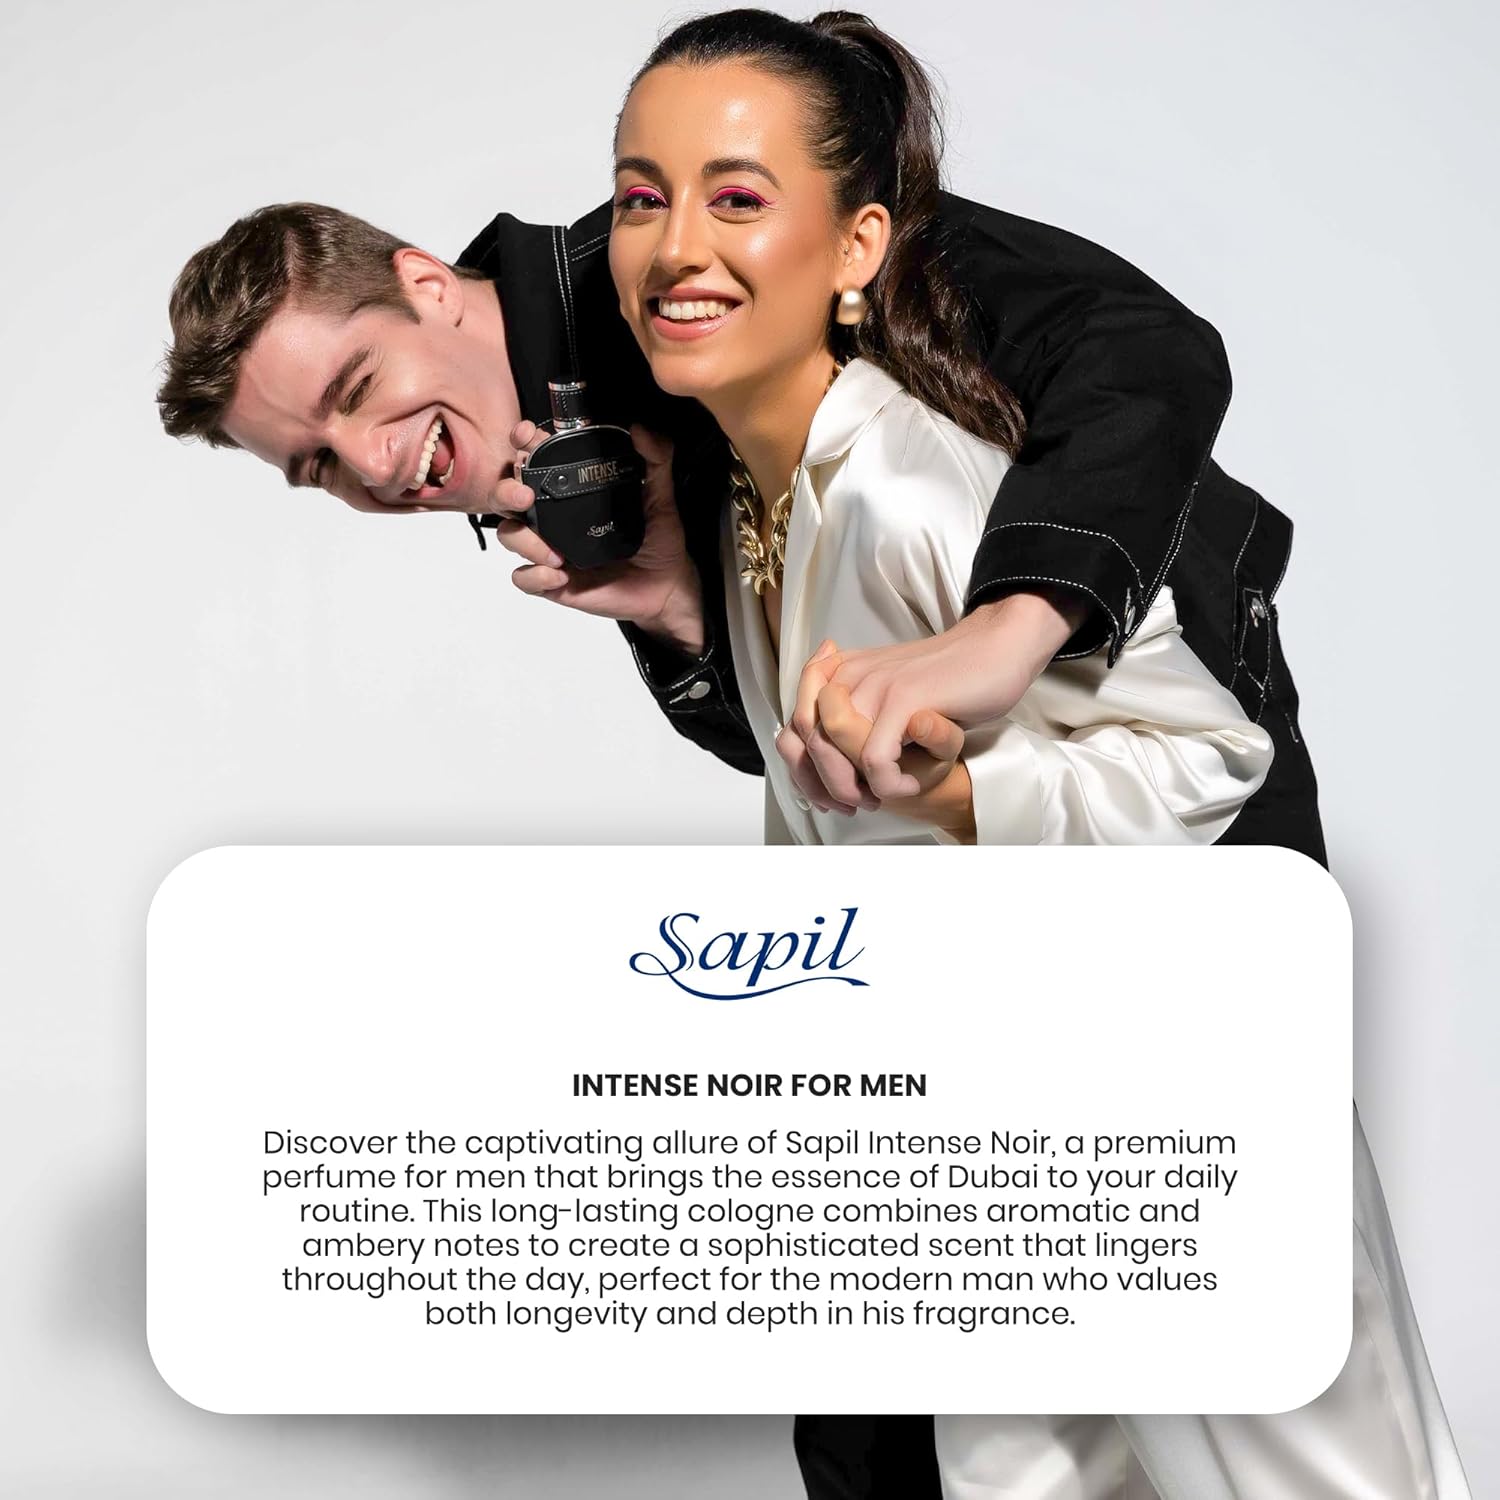 INTENSE
Sapil
Sapil
INTENSE NOIR FOR MEN
Discover the captivating allure of Sapil Intense Noir, a premium
perfume for men that brings the essence of Dubai to your daily
routine. This long-lasting cologne combines aromatic and
ambery notes to create a sophisticated scent that lingers
throughout the day, perfect for the modern man who values
both longevity and depth in his fragrance.